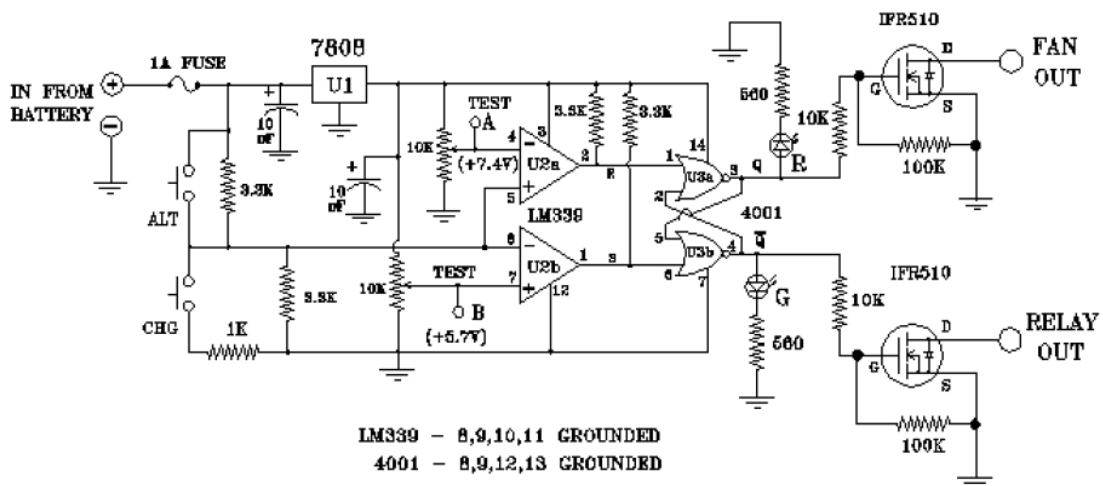 IFR510
7808
1A FUSE
D
FAN
OUT
IN FROM
BATTERY
+
U1
TEST
560
G
S
+
10
A
3
3.3K
3.3K
14
10K
10K
4
-
(+7.4V)
U2a
2
1
U3a
3
Q
R
100K
3.3K
+
10
+
5
R
2
ALT
LM339
4001
6
-
1
5
4
Q
IFR510
U2b
S
U3b
TEST
7
+
12
6
7
10K
3.3K
10K
G
CHG
B
D
RELAY
OUT
1K
(+5.7V)
560
G
S
100K
LM339 - 8,9,10,11 GROUNDED
4001 - 8,9,12,13 GROUNDED